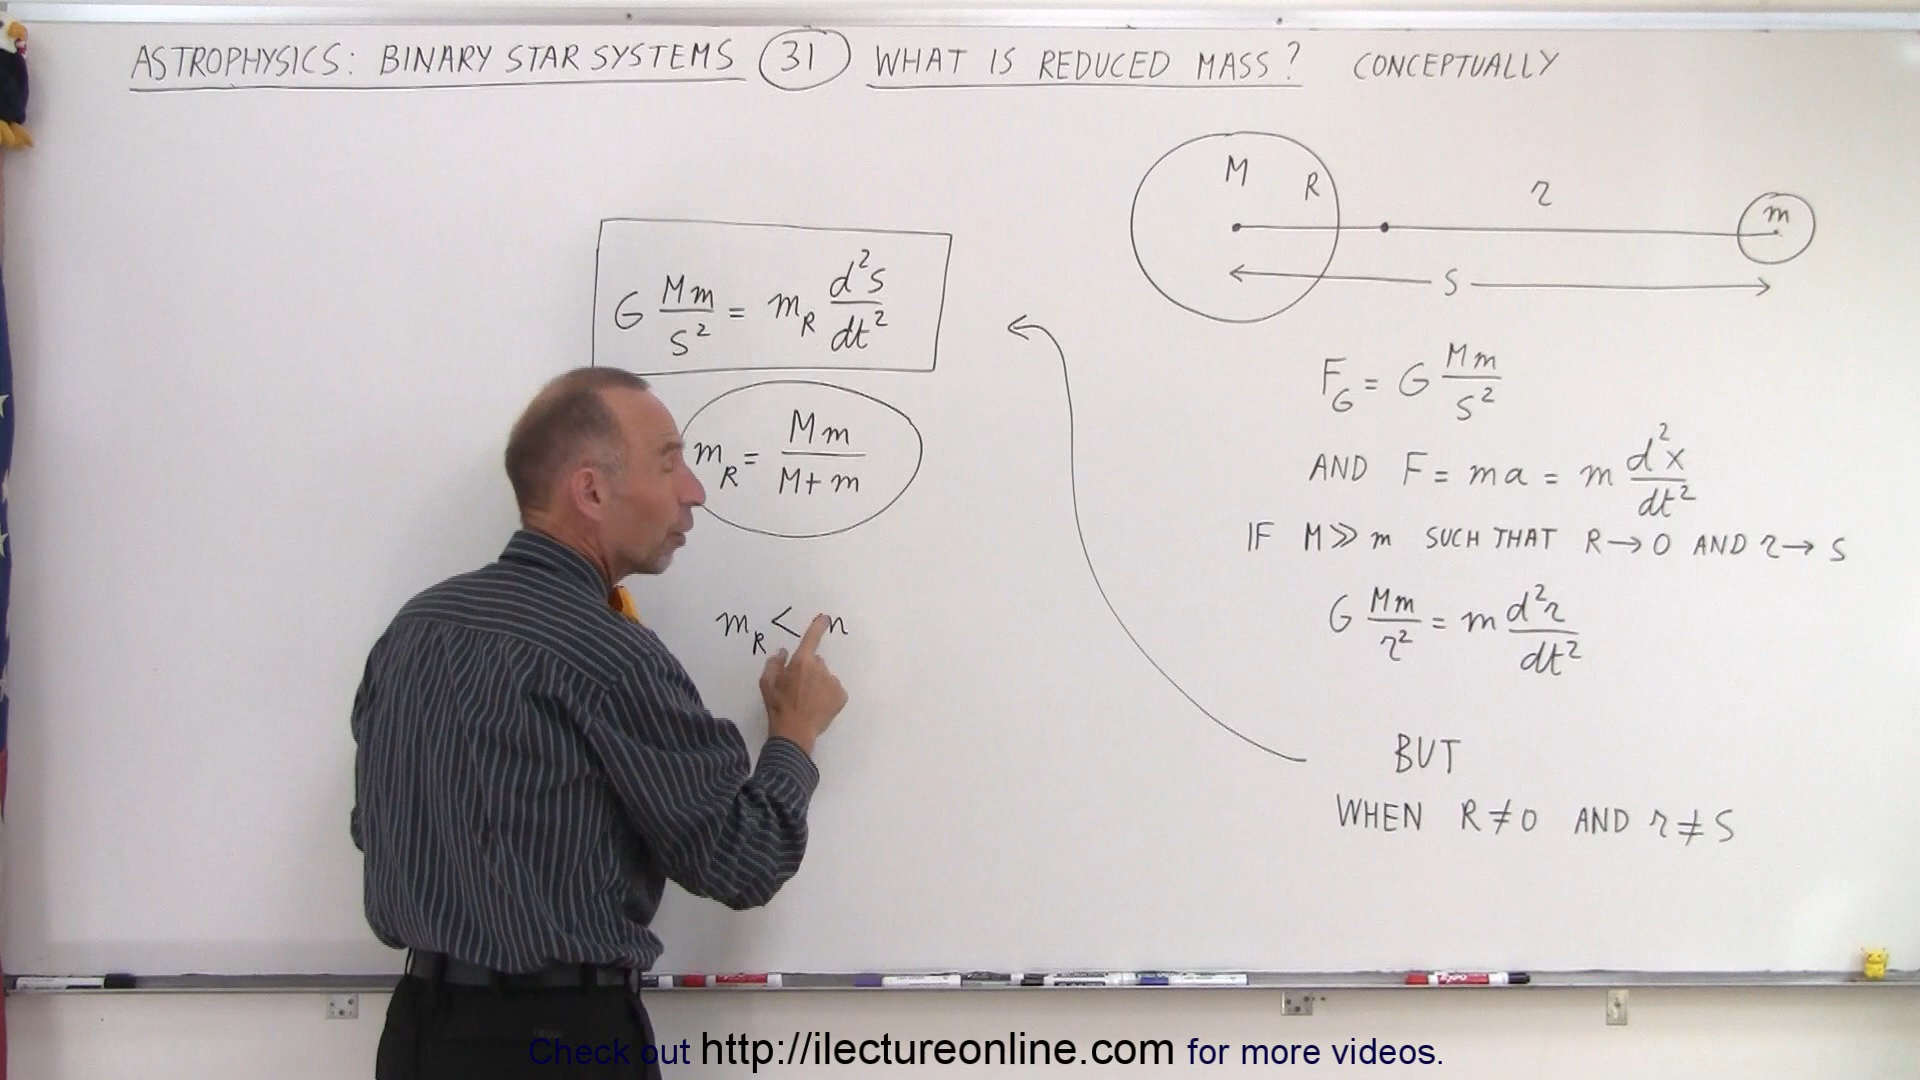 ASTROPHYSICS: BINARY STAR SYSTEMS 31 WHAT IS REDUCED MASS? CONCEPTUALLY
G Mm/S² = m_R d²S/dt²
m_R = Mm/M+m
m_R < m
M R r m
S
F_G = G Mm/S²
AND F = ma = m d²x/dt²
IF M ≫ m SUCH THAT R → 0 AND r → S
G Mm/r² = m d²r/dt²
BUT
WHEN R ≠ 0 AND r ≠ S
Check out http://ilectureonline.com for more videos.